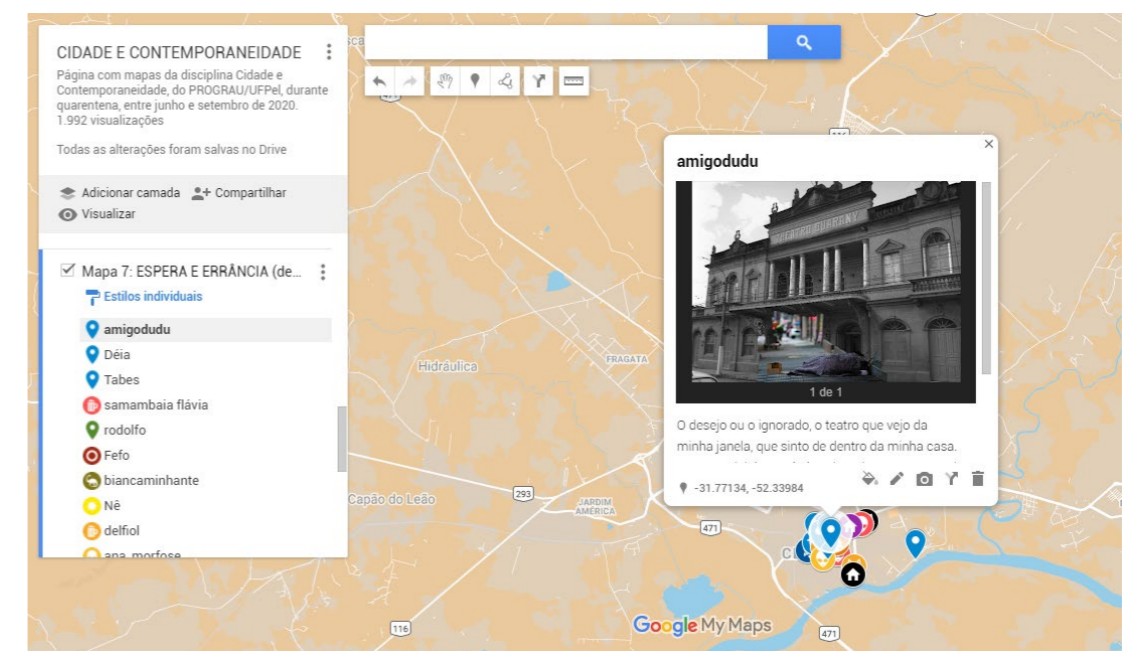 CIDADE E CONTEMPORANEIDADE
Página com mapas da disciplina Cidade e
Contemporaneidade, do PROGRAU/UFPel, durante
quarentena, entre junho e setembro de 2020.
1.992 visualizações
Todas as alterações foram salvas no Drive
Adicionar camada
Compartilhar
Visualizar
Mapa 7: ESPERA E ERRÂNCIA (de...
Estilos individuais
amigodudu
Déia
Tabes
samambaia flávia
rodolfo
Fefo
biancaminhante
Nê
delfiol
ana_morfose
amigodudu
TEATRO GUARANY
1 de 1
O desejo ou o ignorado, o teatro que vejo da
minha janela, que sinto de dentro da minha casa.
-31.77134, -52.33984
Hidráulica
FRAGATA
Capão do Leão
293
JARDIM
AMÉRICA
471
116
Google My Maps
471